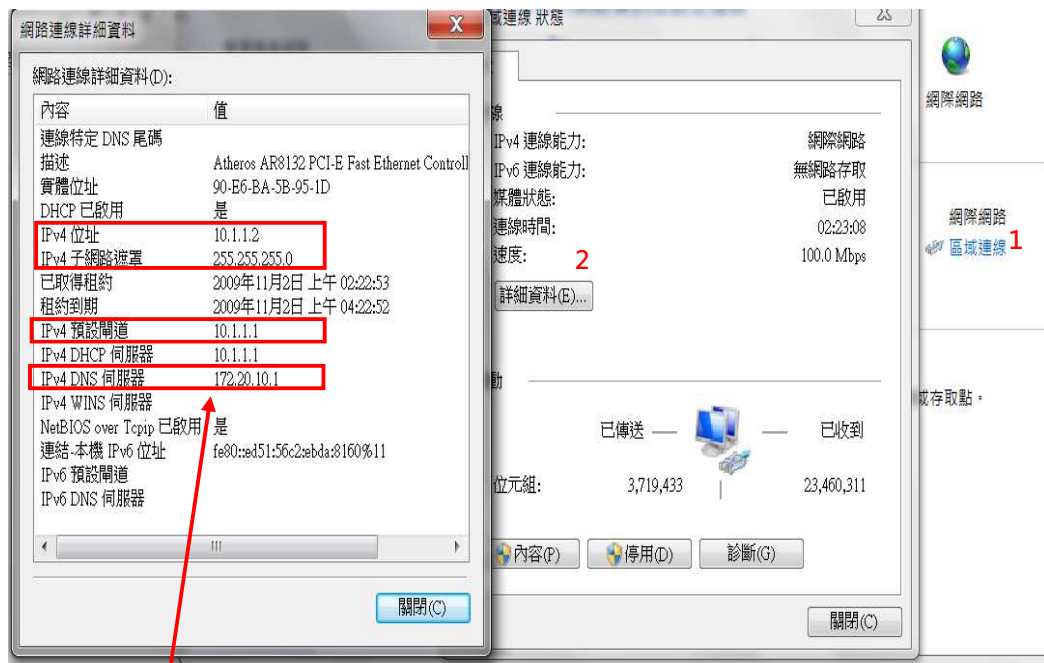 網路連線詳細資料
網路連線詳細資料(D):
內容 值
連線特定 DNS 尾碼
描述 Atheros AR8132 PCI-E Fast Ethernet Controll
實體位址 90-E6-BA-5B-95-1D
DHCP 已啟用 是
IPv4 位址 10.1.1.2
IPv4 子網路遮罩 255.255.255.0
已取得租約 2009年11月2日 上午 02:22:53
租約到期 2009年11月2日 上午 04:22:52
IPv4 預設閘道 10.1.1.1
IPv4 DHCP 伺服器 10.1.1.1
IPv4 DNS 伺服器 172.20.10.1
IPv4 WINS 伺服器
NetBIOS over Tcpip 已啟用 是
連結-本機 IPv6 位址 fe80::ed51:56c2:ebda:8160%11
IPv6 預設閘道
IPv6 DNS 伺服器
關閉(C)
域連線 狀態
線
IPv4 連線能力: 網際網路
IPv6 連線能力: 無網路存取
媒體狀態: 已啟用
連線時間: 02:23:08
速度: 100.0 Mbps
2
詳細資料(E)...
動
已傳送 已收到
位元組: 3,719,433 23,460,311
內容(P) 停用(D) 診斷(G)
關閉(C)
網際網路
網際網路
區域連線 1
或存取點。